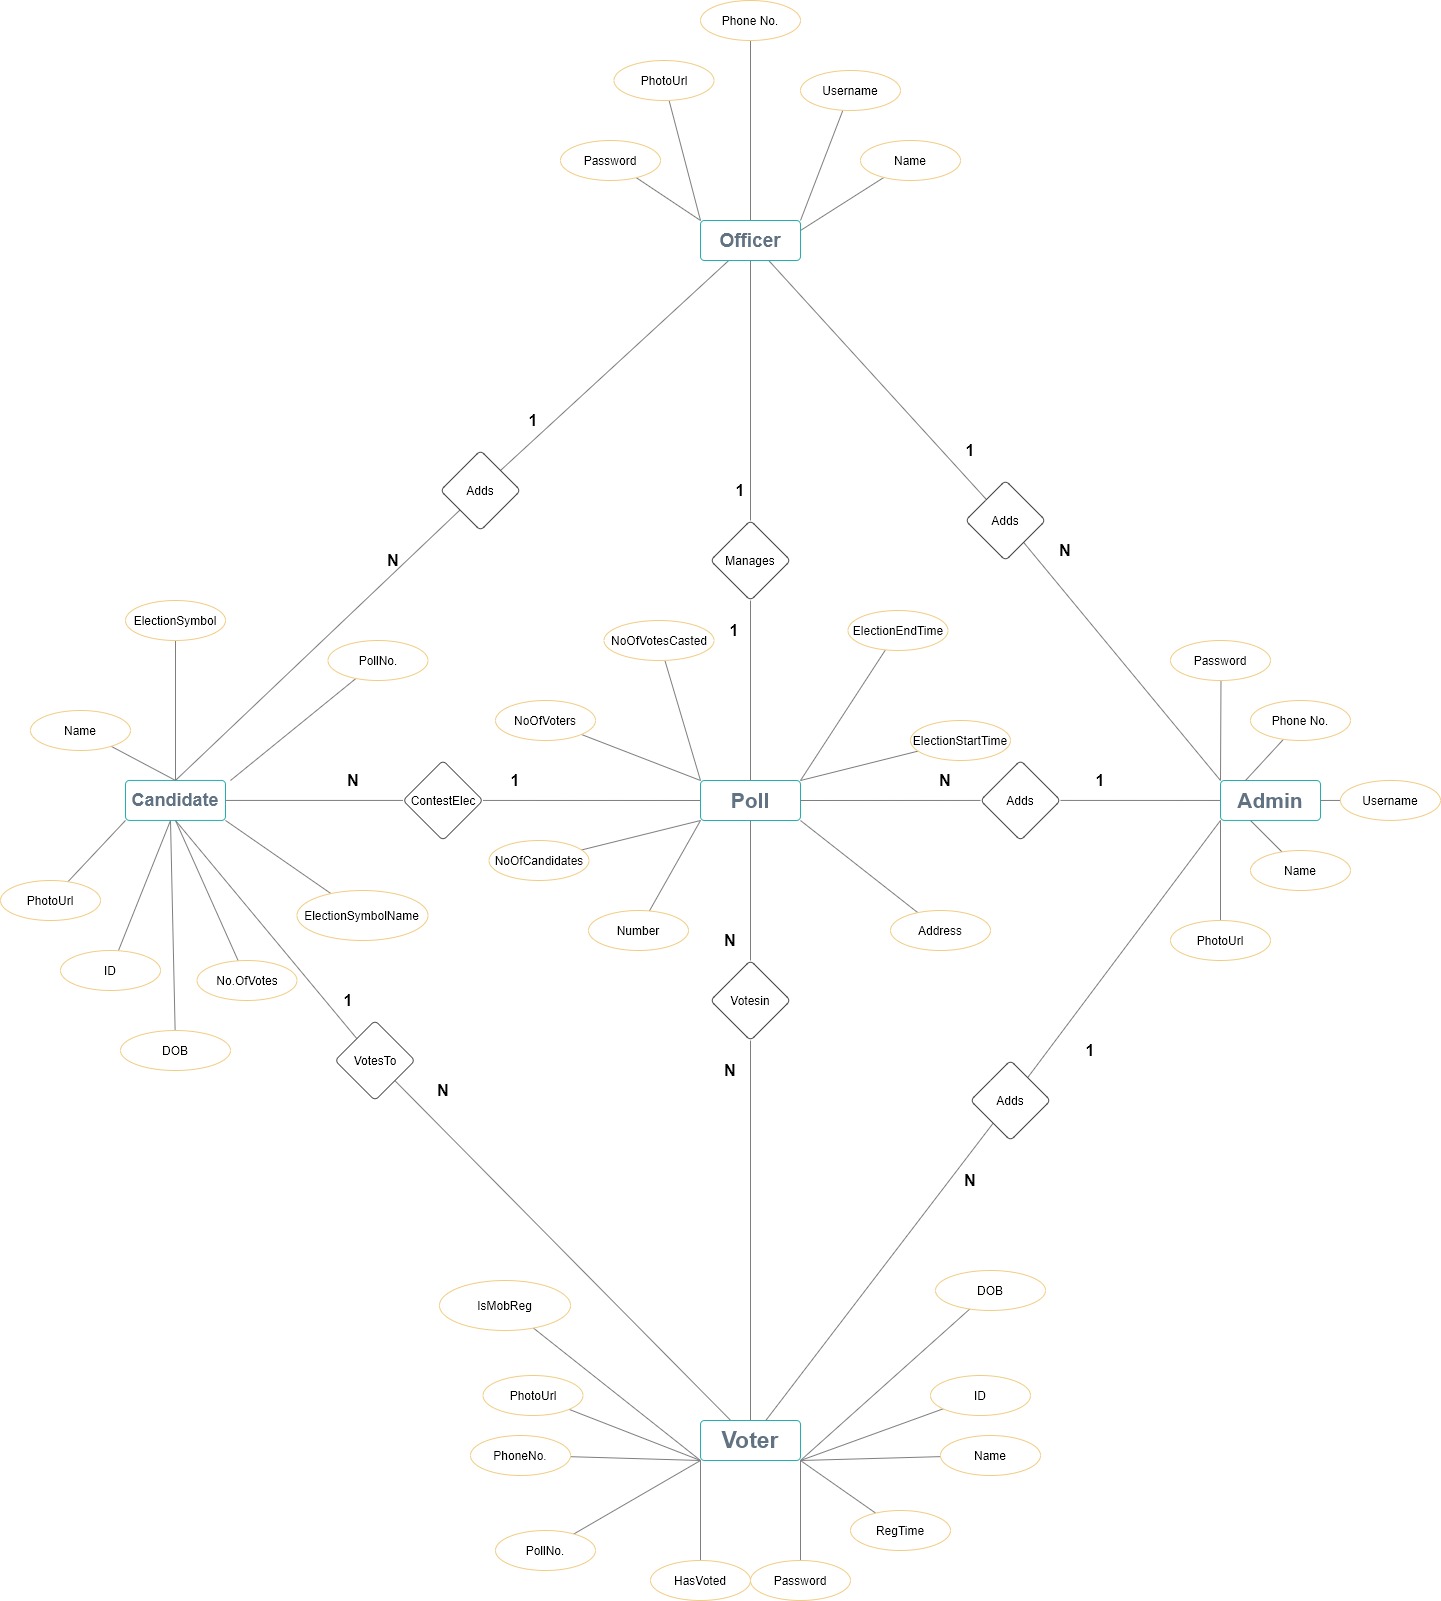 Phone No.
PhotoUrl
Username
Password
Name
Officer
1
1
Adds
1
Adds
N
N
Manages
ElectionSymbol
1
NoOfVotesCasted
ElectionEndTime
PollNo.
Password
Name
NoOfVoters
ElectionStartTime
Phone No.
Candidate
N
ContestElec
1
Poll
N
Adds
1
Admin
Username
NoOfCandidates
Name
PhotoUrl
ElectionSymbolName
Number
Address
N
PhotoUrl
ID
No.OfVotes
1
Votesin
DOB
VotesTo
1
N
N
Adds
N
DOB
IsMobReg
PhotoUrl
ID
Voter
PhoneNo.
Name
RegTime
PollNo.
HasVoted
Password